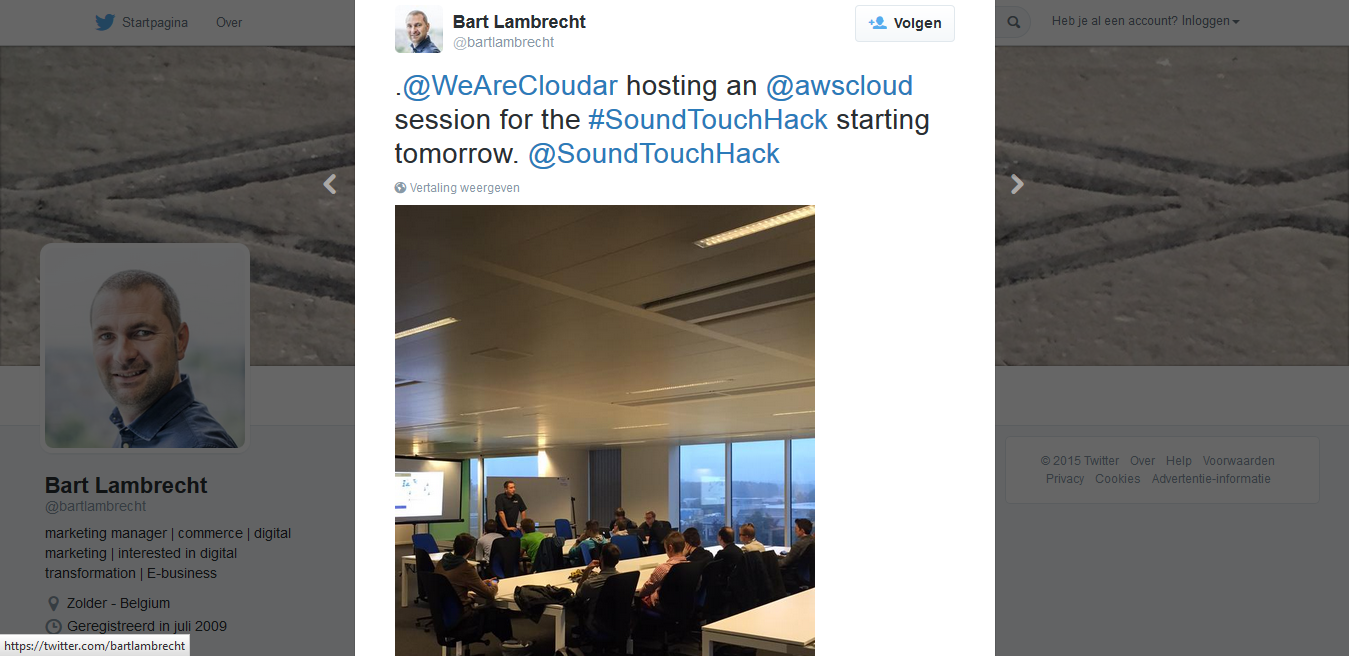 Startpagina Over
Heb je al een account? Inloggen
Bart Lambrecht
@bartlambrecht
Volgen
.@WeAreCloudar hosting an @awscloud
session for the #SoundTouchHack starting
tomorrow. @SoundTouchHack
Vertaling weergeven
Bart Lambrecht
@bartlambrecht
marketing manager | commerce | digital
marketing | interested in digital
transformation | E-business
Zolder - Belgium
Geregistreerd in juli 2009
https://twitter.com/bartlambrecht
© 2015 Twitter Over Help Voorwaarden
Privacy Cookies Advertentie-informatie